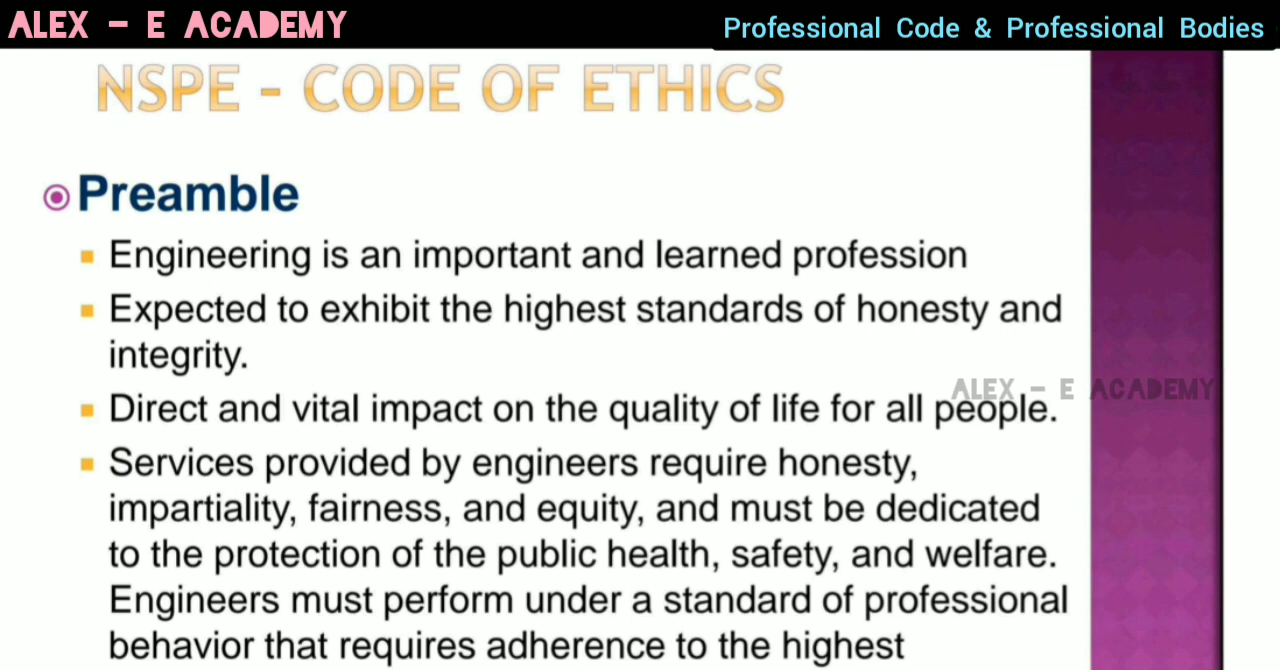 ALEX - E ACADEMY
Professional Code & Professional Bodies
NSPE - CODE OF ETHICS
Preamble
Engineering is an important and learned profession
Expected to exhibit the highest standards of honesty and
integrity.
Direct and vital impact on the quality of life for all people.
ALEX - E ACADEMY
Services provided by engineers require honesty,
impartiality, fairness, and equity, and must be dedicated
to the protection of the public health, safety, and welfare.
Engineers must perform under a standard of professional
behavior that requires adherence to the highest